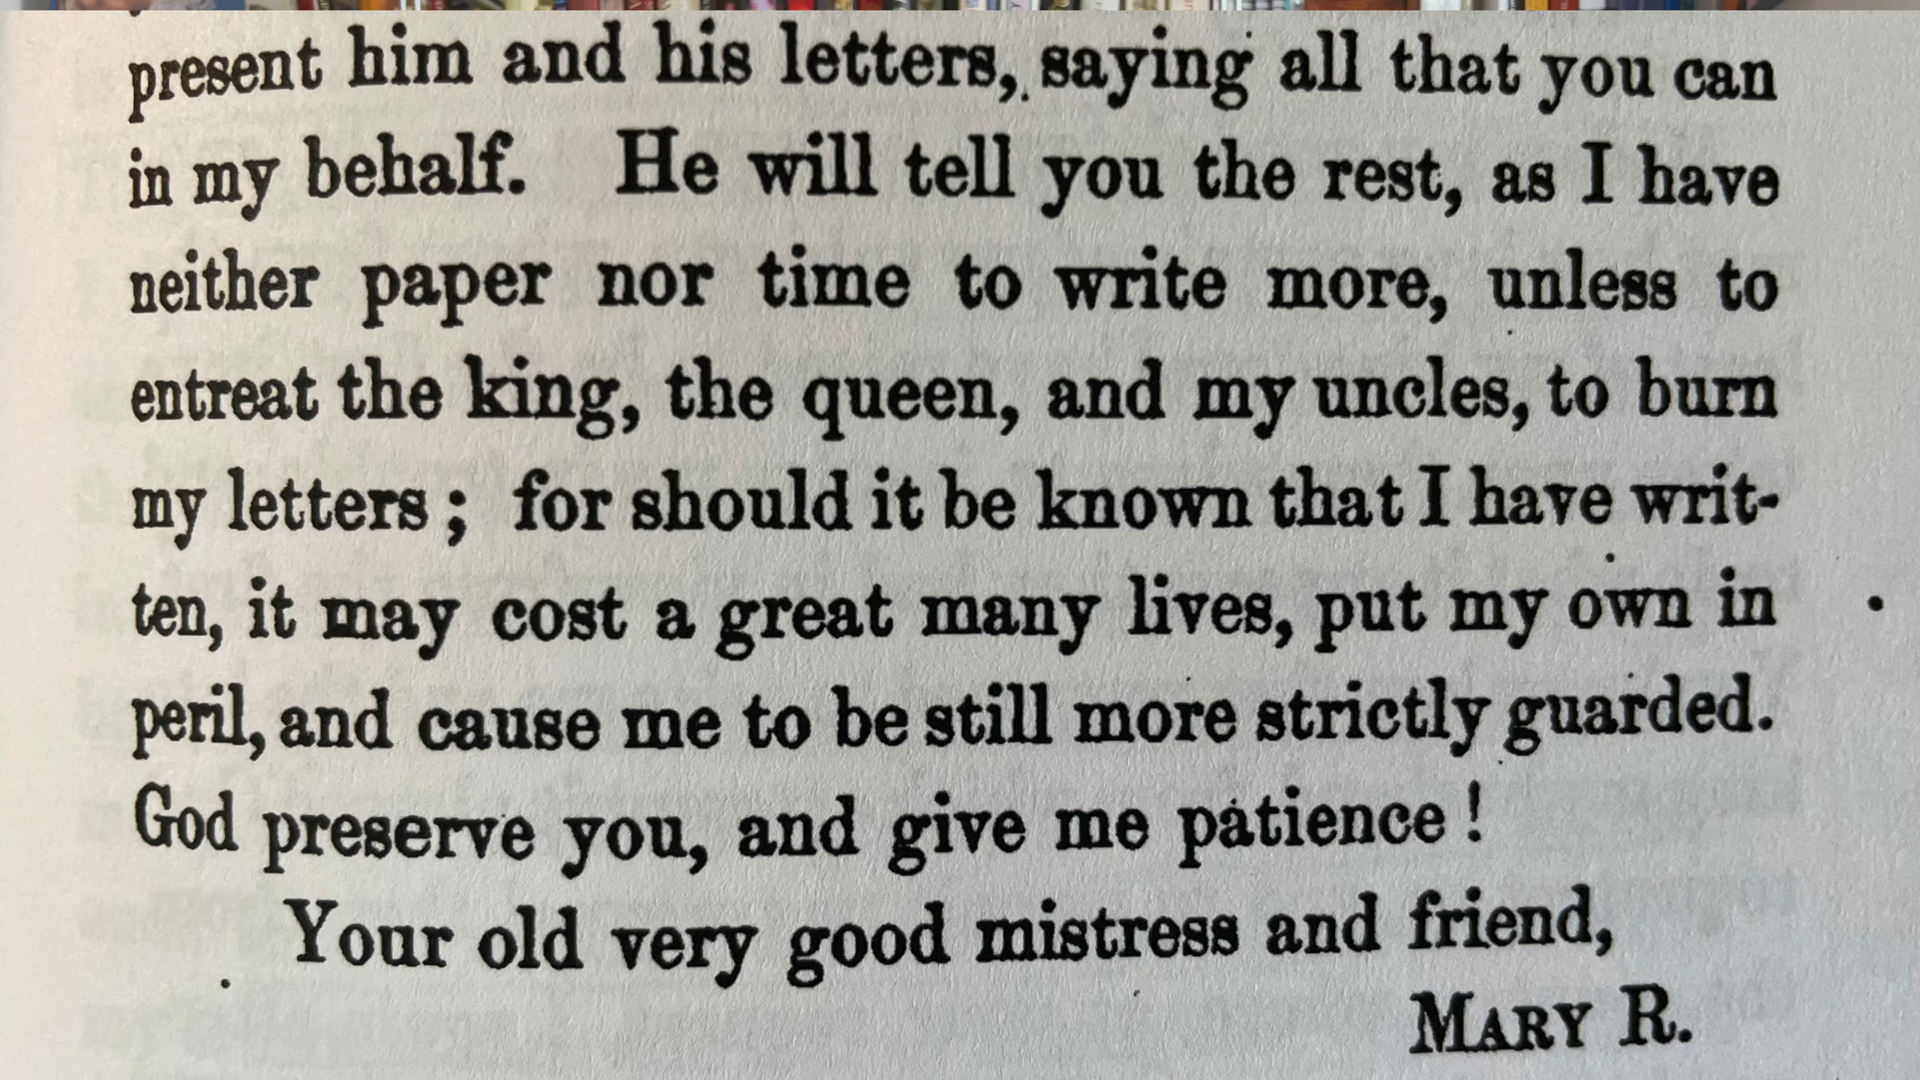 present him and his letters, saying all that you can
in my behalf. He will tell you the rest, as I have
neither paper nor time to write more, unless to
entreat the king, the queen, and my uncles, to burn
my letters ; for should it be known that I have writ-
ten, it may cost a great many lives, put my own in
peril, and cause me to be still more strictly guarded.
God preserve you, and give me patience !
Your old very good mistress and friend,
MARY R.